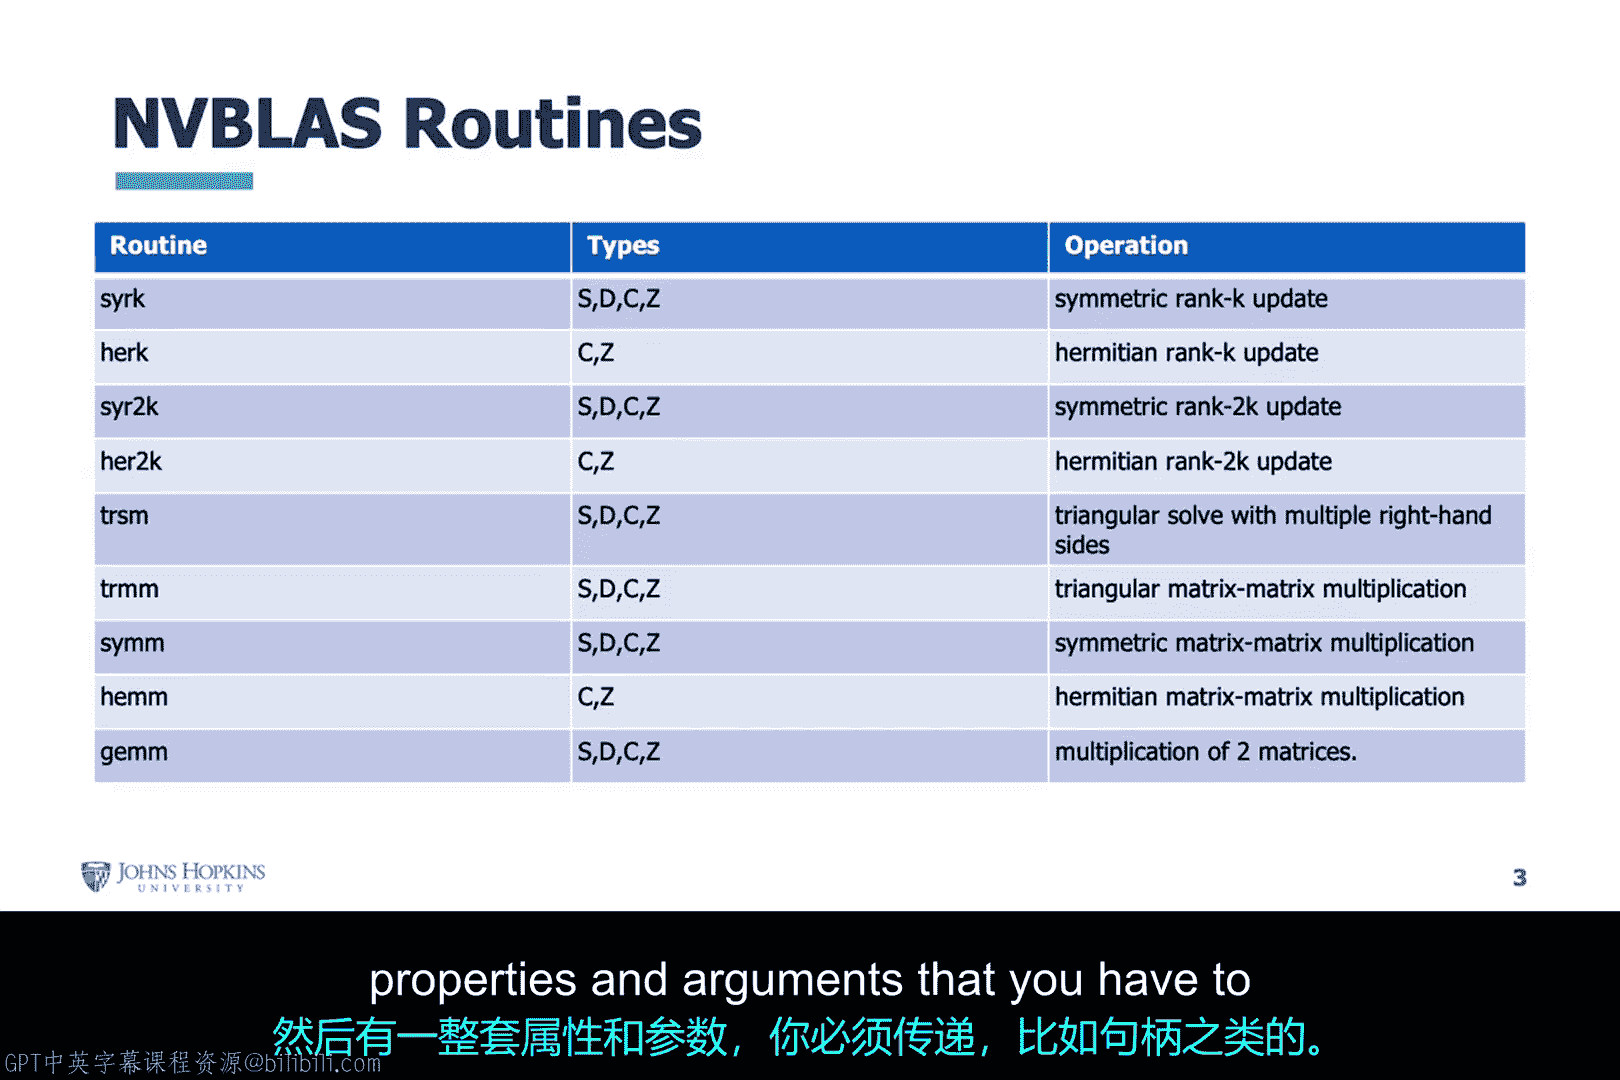 NVBLAS Routines
Routine Types Operation
syrk S,D,C,Z symmetric rank-k update
herk C,Z hermitian rank-k update
syr2k S,D,C,Z symmetric rank-2k update
her2k C,Z hermitian rank-2k update
trsm S,D,C,Z triangular solve with multiple right-hand
sides
trmm S,D,C,Z triangular matrix-matrix multiplication
symm S,D,C,Z symmetric matrix-matrix multiplication
hemm C,Z hermitian matrix-matrix multiplication
gemm S,D,C,Z multiplication of 2 matrices.
JOHNS HOPKINS
UNIVERSITY
3
properties and arguments that you have to
然后有一整套属性和参数，你必须传递，比如句柄之类的。
GPT中英字幕课程资源@bilibili.com